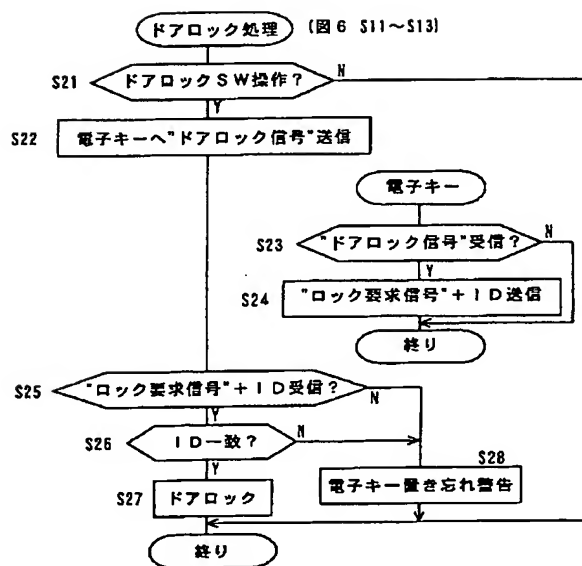 ドアロック処理 (図6 S11～S13)
S21 ドアロックSW操作? N
Y
S22 電子キーへ"ドアロック信号"送信
電子キー
S23 "ドアロック信号"受信? N
Y
S24 "ロック要求信号"+ID送信
終り
S25 "ロック要求信号"+ID受信? N
Y
S26 ID一致? N
Y
S27 ドアロック
S28
電子キー置き忘れ警告
終り